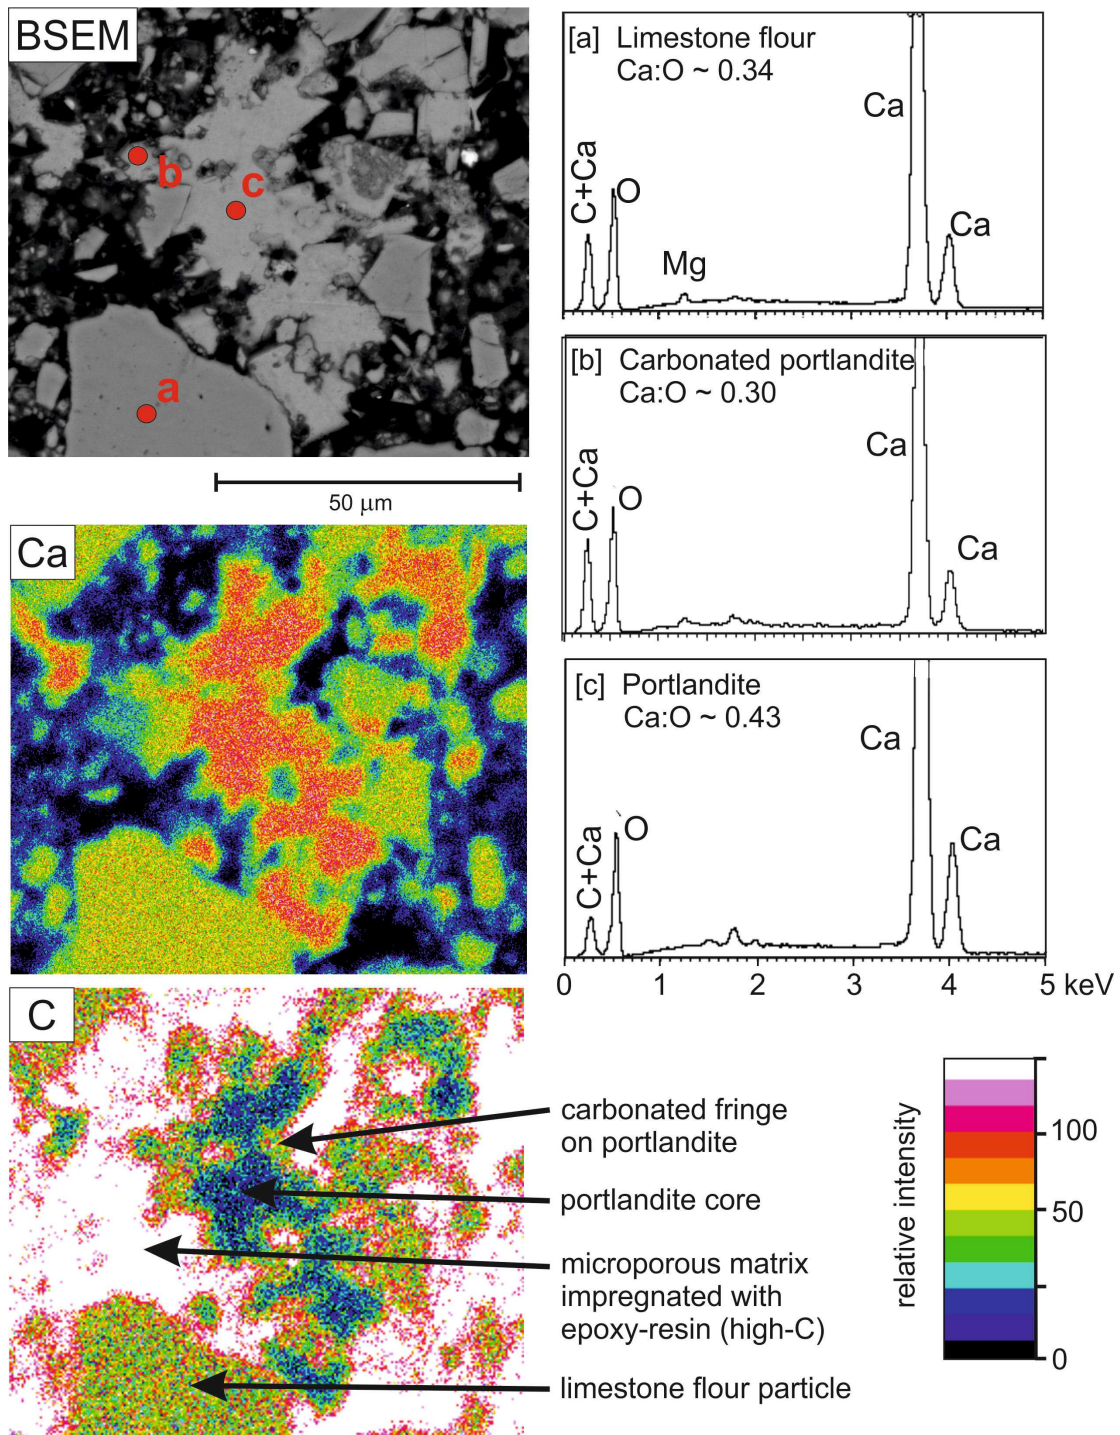 BSEM
b
c
a
50 µm
[a] Limestone flour
Ca:O ~ 0.34
C+Ca
O
Mg
Ca
Ca
[b] Carbonated portlandite
Ca:O ~ 0.30
C+Ca
O
Ca
Ca
[c] Portlandite
Ca:O ~ 0.43
C+Ca
O
Ca
Ca
0 1 2 3 4 5 keV
Ca
C
carbonated fringe
on portlandite
portlandite core
microporous matrix
impregnated with
epoxy-resin (high-C)
limestone flour particle
relative intensity
100
50
0